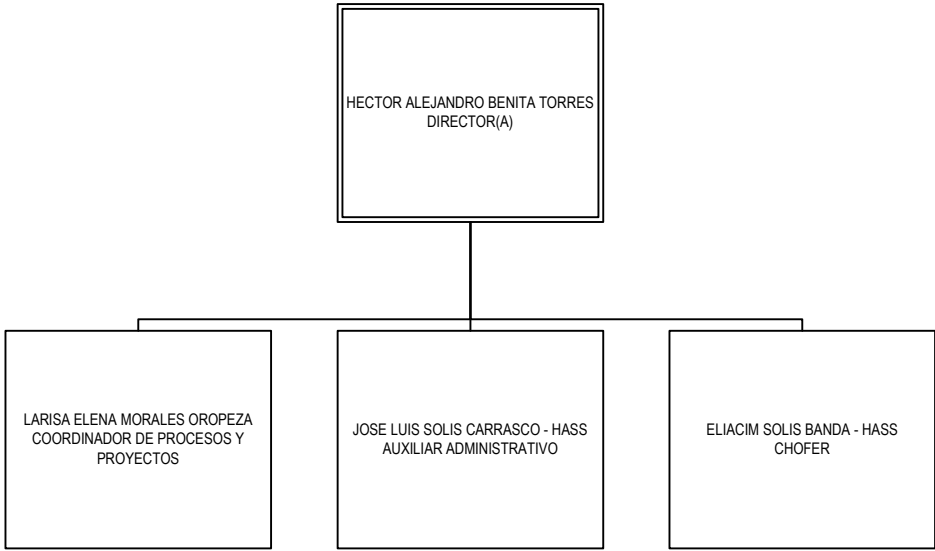 HECTOR ALEJANDRO BENITA TORRES
DIRECTOR(A)
LARISA ELENA MORALES OROPEZA
COORDINADOR DE PROCESOS Y
PROYECTOS
JOSE LUIS SOLIS CARRASCO - HASS
AUXILIAR ADMINISTRATIVO
ELIACIM SOLIS BANDA - HASS
CHOFER